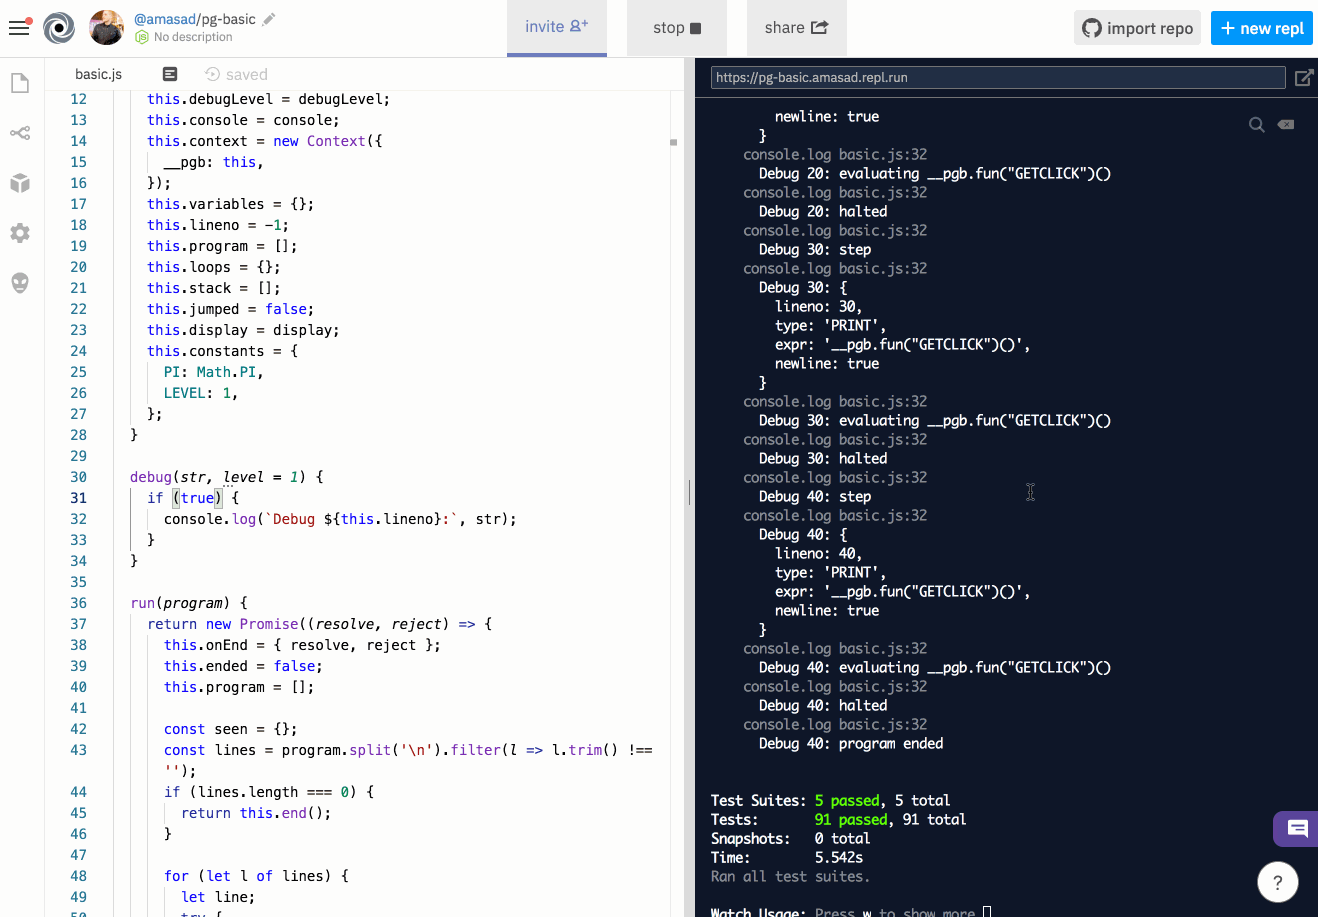 @amasad/pg-basic
No description
invite
stop
share
import repo
+ new repl
basic.js
saved
https://pg-basic.amasad.repl.run
12 this.debugLevel = debugLevel;
13 this.console = console;
14 this.context = new Context({
15 __pgb: this,
16 });
17 this.variables = {};
18 this.lineno = -1;
19 this.program = [];
20 this.loops = {};
21 this.stack = [];
22 this.jumped = false;
23 this.display = display;
24 this.constants = {
25 PI: Math.PI,
26 LEVEL: 1,
27 };
28 }
29
30 debug(str, level = 1) {
31 if (true) {
32 console.log(`Debug ${this.lineno}:`, str);
33 }
34 }
35
36 run(program) {
37 return new Promise((resolve, reject) => {
38 this.onEnd = { resolve, reject };
39 this.ended = false;
40 this.program = [];
41
42 const seen = {};
43 const lines = program.split('\n').filter(l => l.trim() !==
'');
44 if (lines.length === 0) {
45 return this.end();
46 }
47
48 for (let l of lines) {
49 let line;
50 try {
newline: true
}
console.log basic.js:32
Debug 20: evaluating __pgb.fun("GETCLICK")()
console.log basic.js:32
Debug 20: halted
console.log basic.js:32
Debug 30: step
console.log basic.js:32
Debug 30: {
lineno: 30,
type: 'PRINT',
expr: '__pgb.fun("GETCLICK")()',
newline: true
}
console.log basic.js:32
Debug 30: evaluating __pgb.fun("GETCLICK")()
console.log basic.js:32
Debug 30: halted
console.log basic.js:32
Debug 40: step
console.log basic.js:32
Debug 40: {
lineno: 40,
type: 'PRINT',
expr: '__pgb.fun("GETCLICK")()',
newline: true
}
console.log basic.js:32
Debug 40: evaluating __pgb.fun("GETCLICK")()
console.log basic.js:32
Debug 40: halted
console.log basic.js:32
Debug 40: program ended
Test Suites: 5 passed, 5 total
Tests: 91 passed, 91 total
Snapshots: 0 total
Time: 5.542s
Ran all test suites.
Watch Usage: Press w to show more.
?